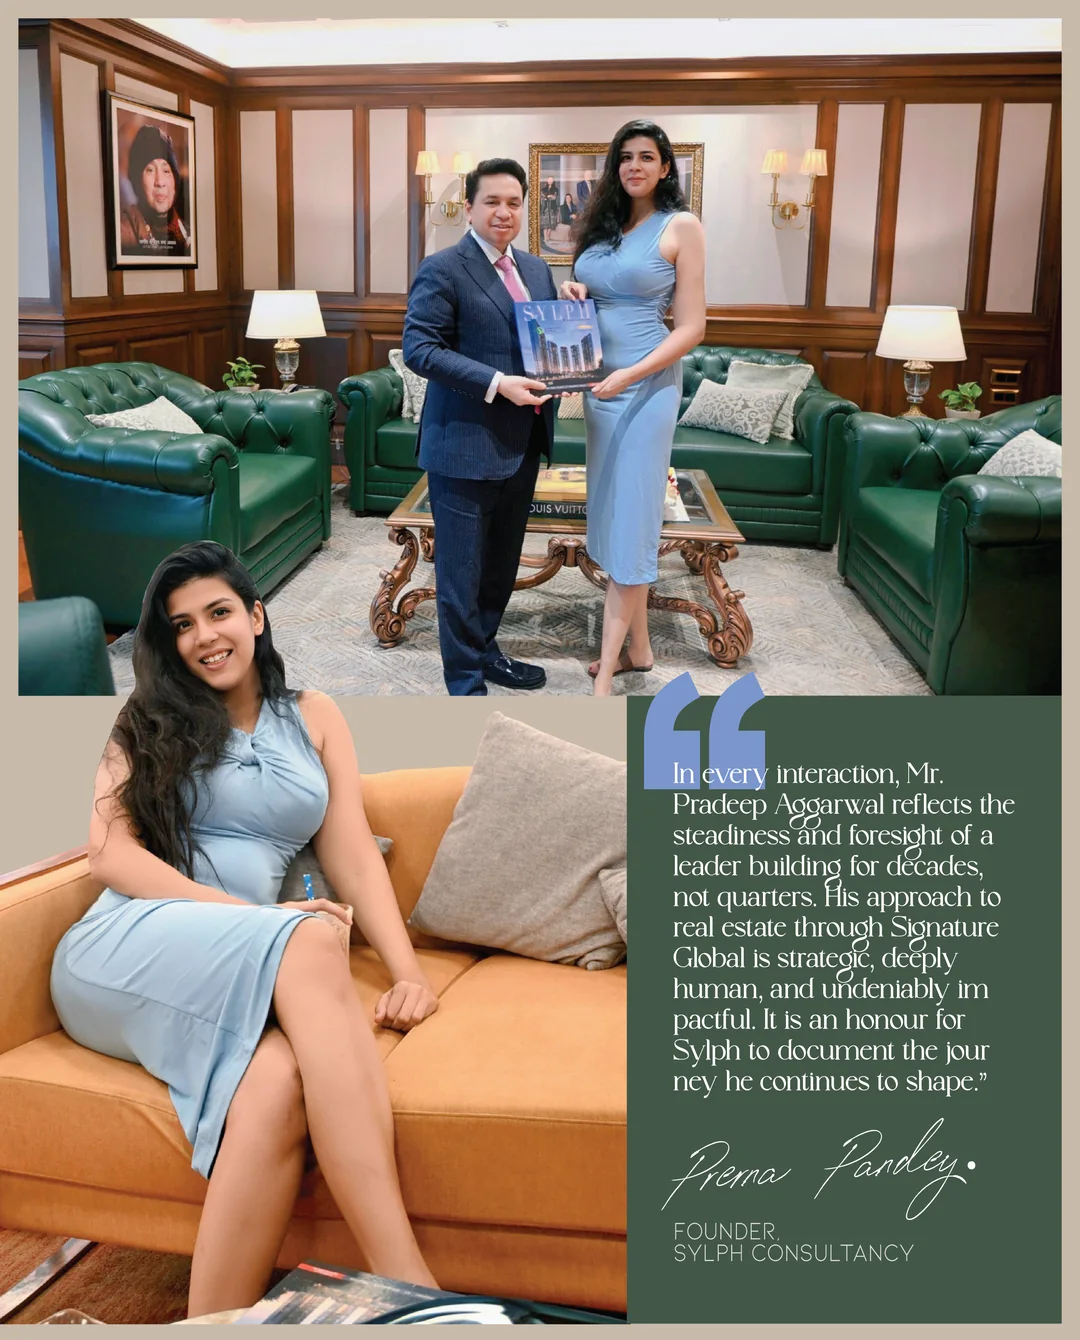 SYLPH
OUIS VUITTO
“
In every interaction, Mr.
Pradeep Aggarwal reflects the
steadiness and foresight of a
leader building for decades,
not quarters. His approach to
real estate through Signature
Global is strategic, deeply
human, and undeniably im
pactful. It is an honour for
Sylph to document the jour
ney he continues to shape.”
Prerna Pandey.
FOUNDER,
SYLPH CONSULTANCY